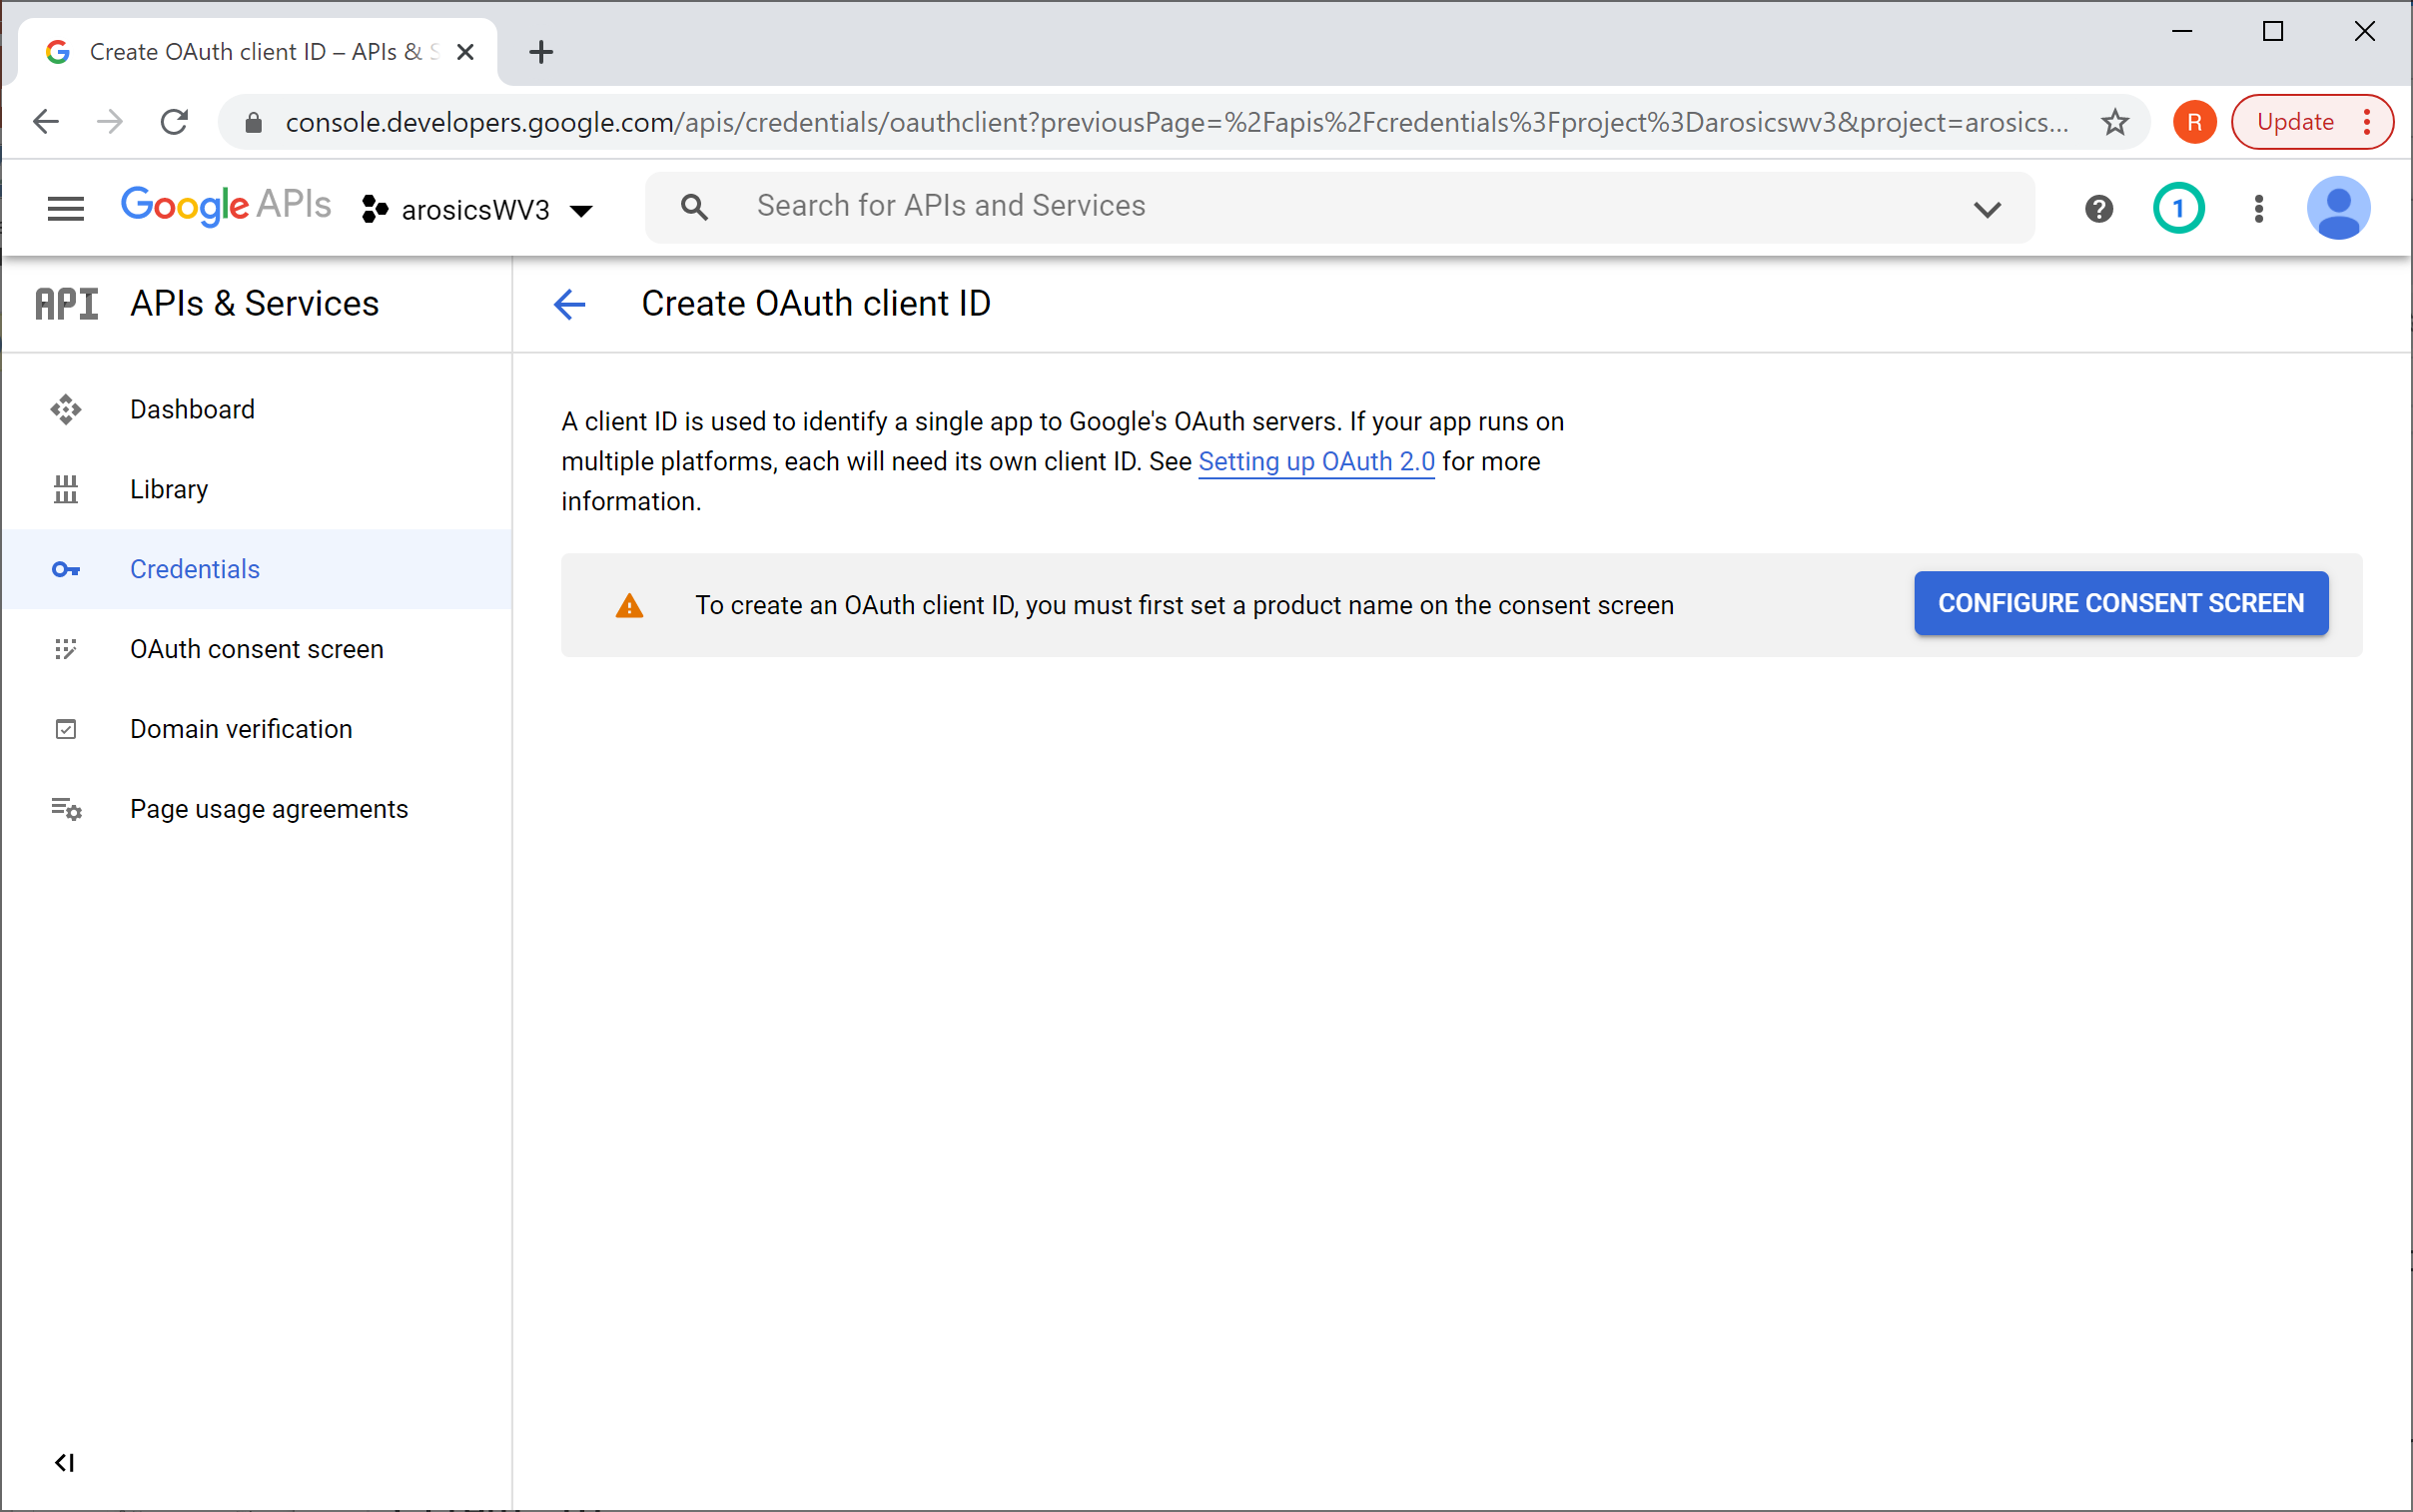 Create OAuth client ID – APIs & S
console.developers.google.com/apis/credentials/oauthclient?previousPage=%2Fapis%2Fcredentials%3Fproject%3Darosicswv3&project=arosics...
R
Update
Google APIs
arosicsWV3
Search for APIs and Services
1
API
APIs & Services
Create OAuth client ID
Dashboard
Library
Credentials
OAuth consent screen
Domain verification
Page usage agreements
A client ID is used to identify a single app to Google's OAuth servers. If your app runs on
multiple platforms, each will need its own client ID. See Setting up OAuth 2.0 for more
information.
To create an OAuth client ID, you must first set a product name on the consent screen
CONFIGURE CONSENT SCREEN